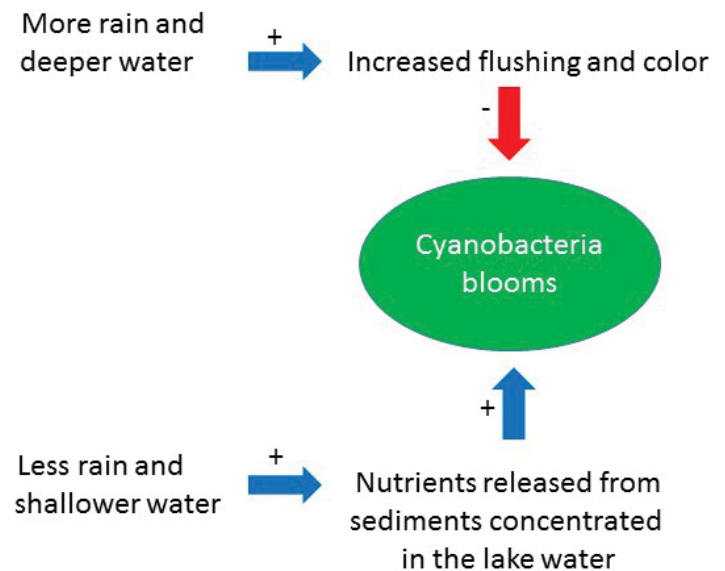 More rain and
deeper water
+
Increased flushing and color
-
Cyanobacteria
blooms
+
Less rain and
shallower water
+
Nutrients released from
sediments concentrated
in the lake water